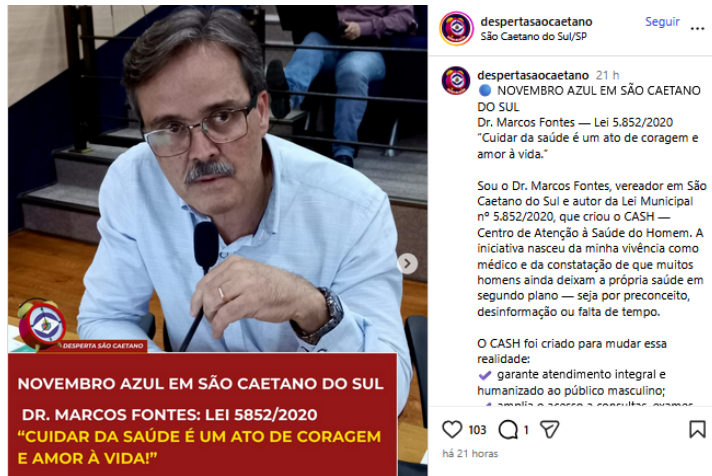 DESPERTA SÃO CAETANO
NOVEMBRO AZUL EM SÃO CAETANO DO SUL
DR. MARCOS FONTES: LEI 5852/2020
“CUIDAR DA SAÚDE É UM ATO DE CORAGEM
E AMOR À VIDA!”
despertasaocaetano
São Caetano do Sul/SP
Seguir
despertasaocaetano 21 h
NOVEMBRO AZUL EM SÃO CAETANO
DO SUL
Dr. Marcos Fontes — Lei 5.852/2020
“Cuidar da saúde é um ato de coragem e
amor à vida.”
Sou o Dr. Marcos Fontes, vereador em São
Caetano do Sul e autor da Lei Municipal
nº 5.852/2020, que criou o CASH —
Centro de Atenção à Saúde do Homem. A
iniciativa nasceu da minha vivência como
médico e da constatação de que muitos
homens ainda deixam a própria saúde em
segundo plano — seja por preconceito,
desinformação ou falta de tempo.
O CASH foi criado para mudar essa
realidade:
garante atendimento integral e
humanizado ao público masculino;
amplia o acesso a consultas, exames
103 1
há 21 horas